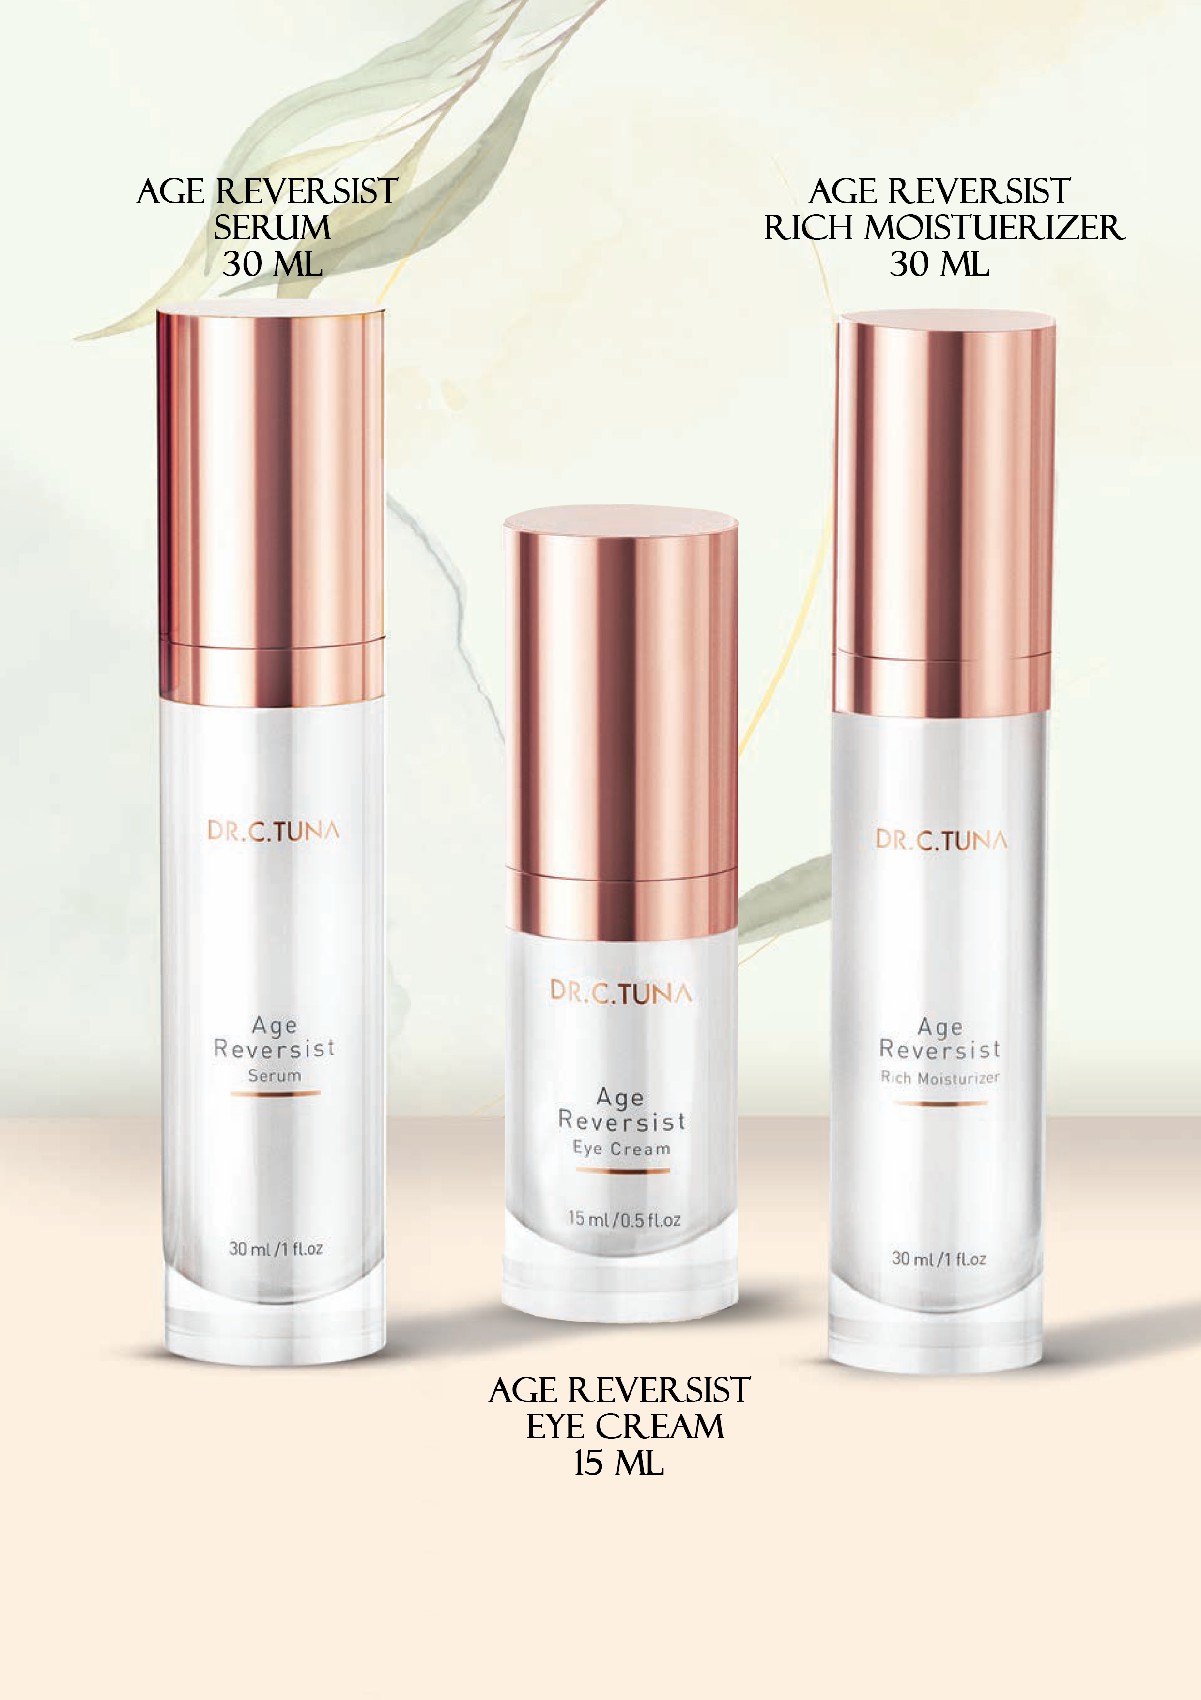 AGE REVERSIST
SERUM
30 ML
AGE REVERSIST
RICH MOISTUERIZER
30 ML
DR.C.TUNA
Age
Reversist
Serum
30 ml/1 fl.oz
DR.C.TUNA
Age
Reversist
Eye Cream
15 ml/0.5 fl.oz
DR.C.TUNA
Age
Reversist
Rich Moisturizer
30 ml/1 fl.oz
AGE REVERSIST
EYE CREAM
15 ML